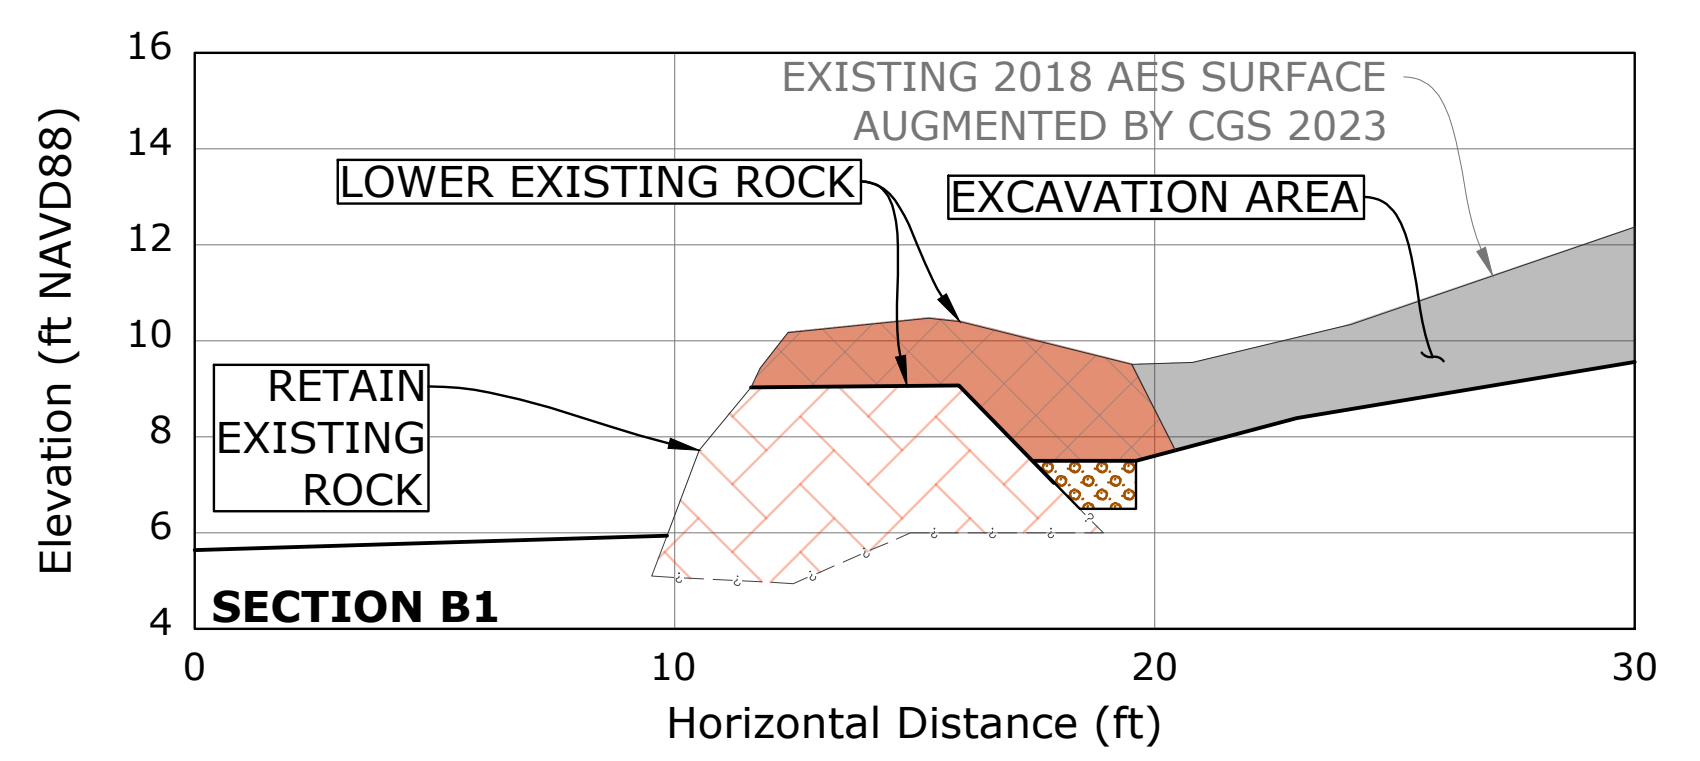 16
EXISTING 2018 AES SURFACE
AUGMENTED BY CGS 2023
14
LOWER EXISTING ROCK
EXCAVATION AREA
12
10
RETAIN
EXISTING
ROCK
8
6
? ? ? ? ? ? ? ?
SECTION B1
4
Elevation (ft NAVD88)
0 10 20 30
Horizontal Distance (ft)